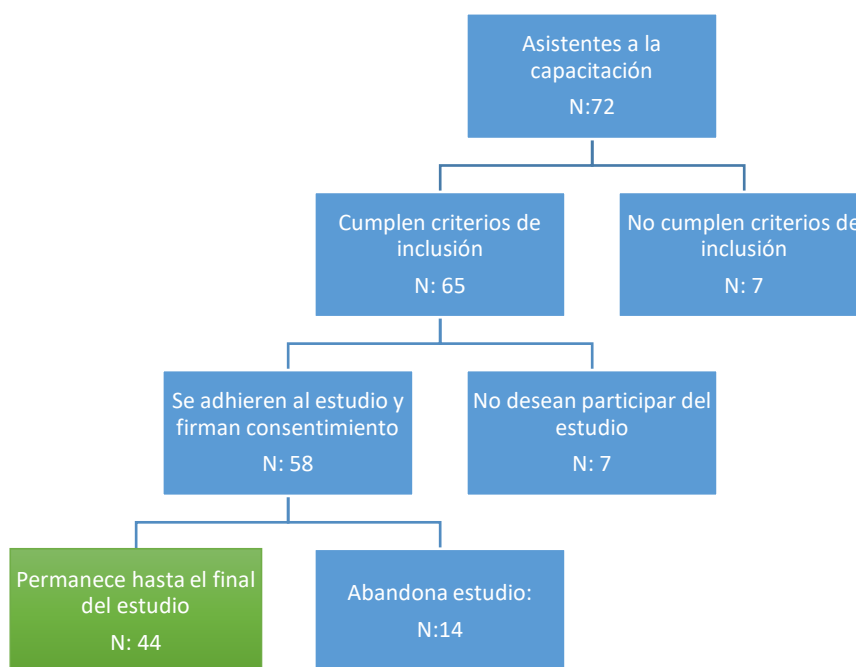 Asistentes a la
capacitación
N:72
Cumplen criterios de
inclusión
N: 65
No cumplen criterios de
inclusión
N: 7
Se adhieren al estudio y
firman consentimiento
N: 58
No desean participar del
estudio
N: 7
Permanece hasta el final
del estudio
N: 44
Abandona estudio:
N:14